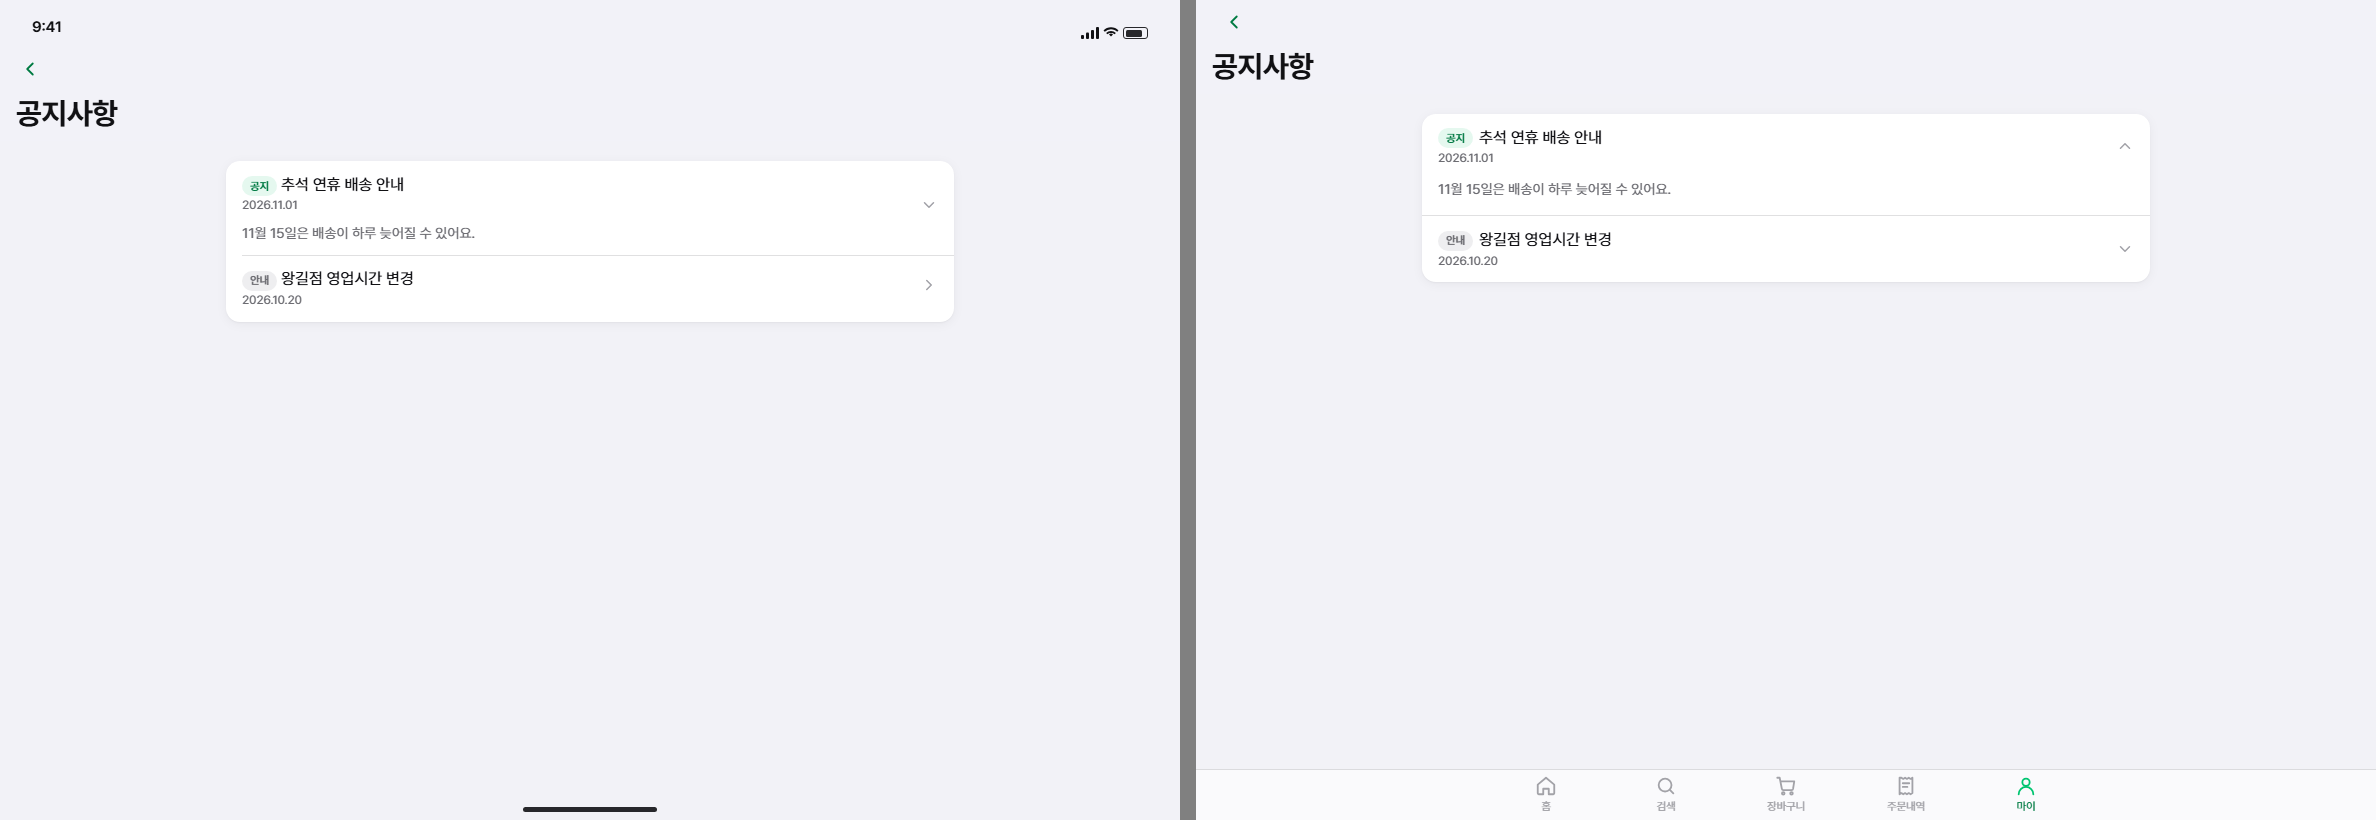 9:41
공지사항
공지 추석 연휴 배송 안내
2026.11.01
11월 15일은 배송이 하루 늦어질 수 있어요.
안내 왕길점 영업시간 변경
2026.10.20
공지사항
공지 추석 연휴 배송 안내
2026.11.01
11월 15일은 배송이 하루 늦어질 수 있어요.
안내 왕길점 영업시간 변경
2026.10.20
홈 검색 장바구니 주문내역 마이